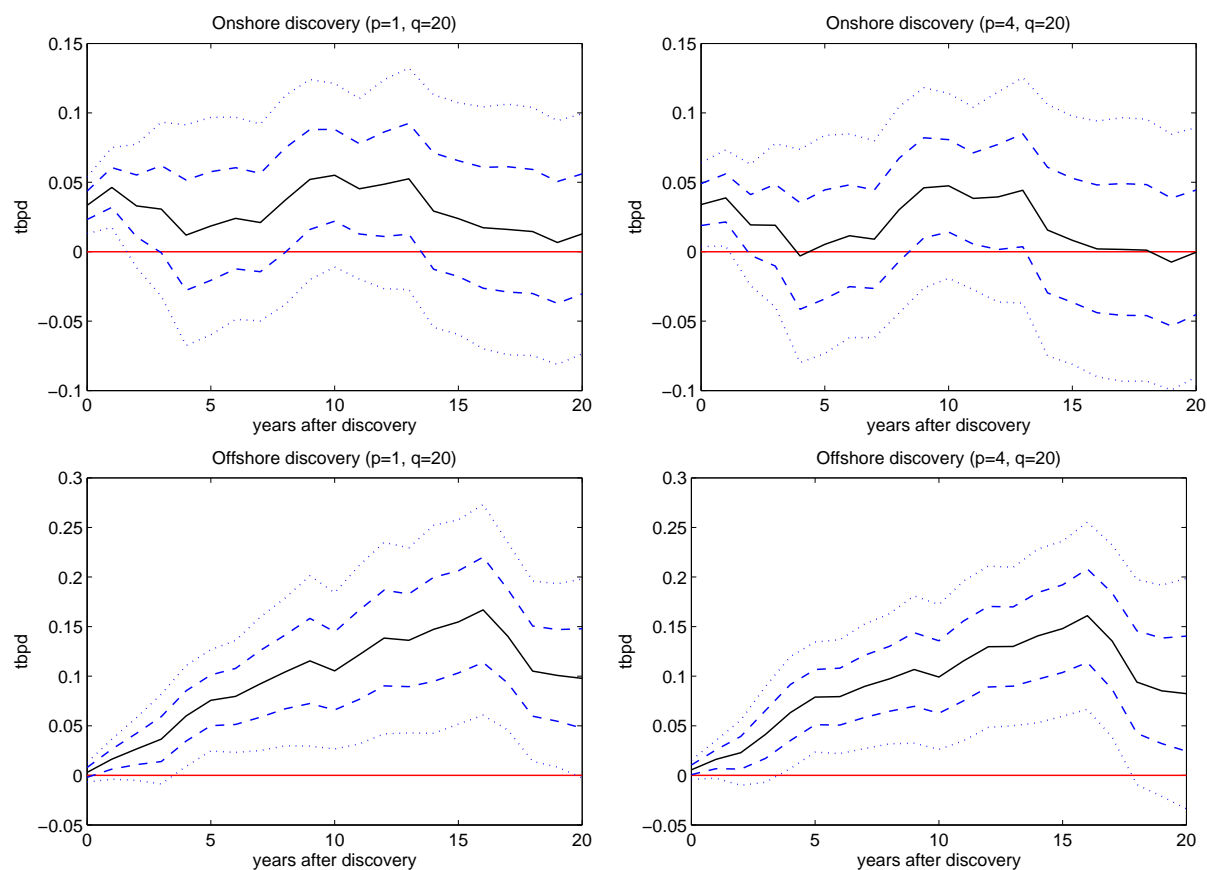 Onshore discovery (p=1, q=20)
0.15
0.1
0.05
0
−0.05
−0.1
tbpd
0 5 10 15 20
years after discovery
Onshore discovery (p=4, q=20)
0.15
0.1
0.05
0
−0.05
−0.1
tbpd
0 5 10 15 20
years after discovery
Offshore discovery (p=1, q=20)
0.3
0.25
0.2
0.15
0.1
0.05
0
−0.05
tbpd
0 5 10 15 20
years after discovery
Offshore discovery (p=4, q=20)
0.3
0.25
0.2
0.15
0.1
0.05
0
−0.05
tbpd
0 5 10 15 20
years after discovery